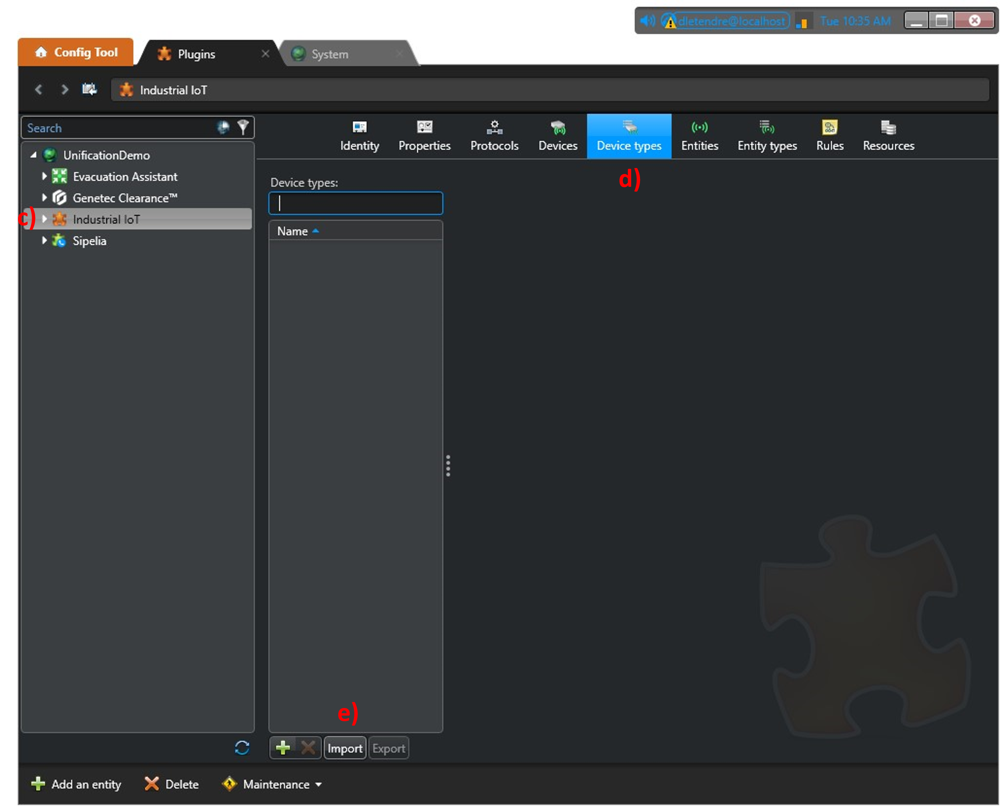 dletendre@localhost Tue 10:35 AM
Config Tool Plugins System
Industrial IoT
Search
Identity Properties Protocols Devices Device types Entities Entity types Rules Resources
UnificationDemo
Evacuation Assistant
Genetec Clearance™
c) Industrial IoT
Sipelia
d)
Device types:
Name
e)
Import Export
Add an entity Delete Maintenance